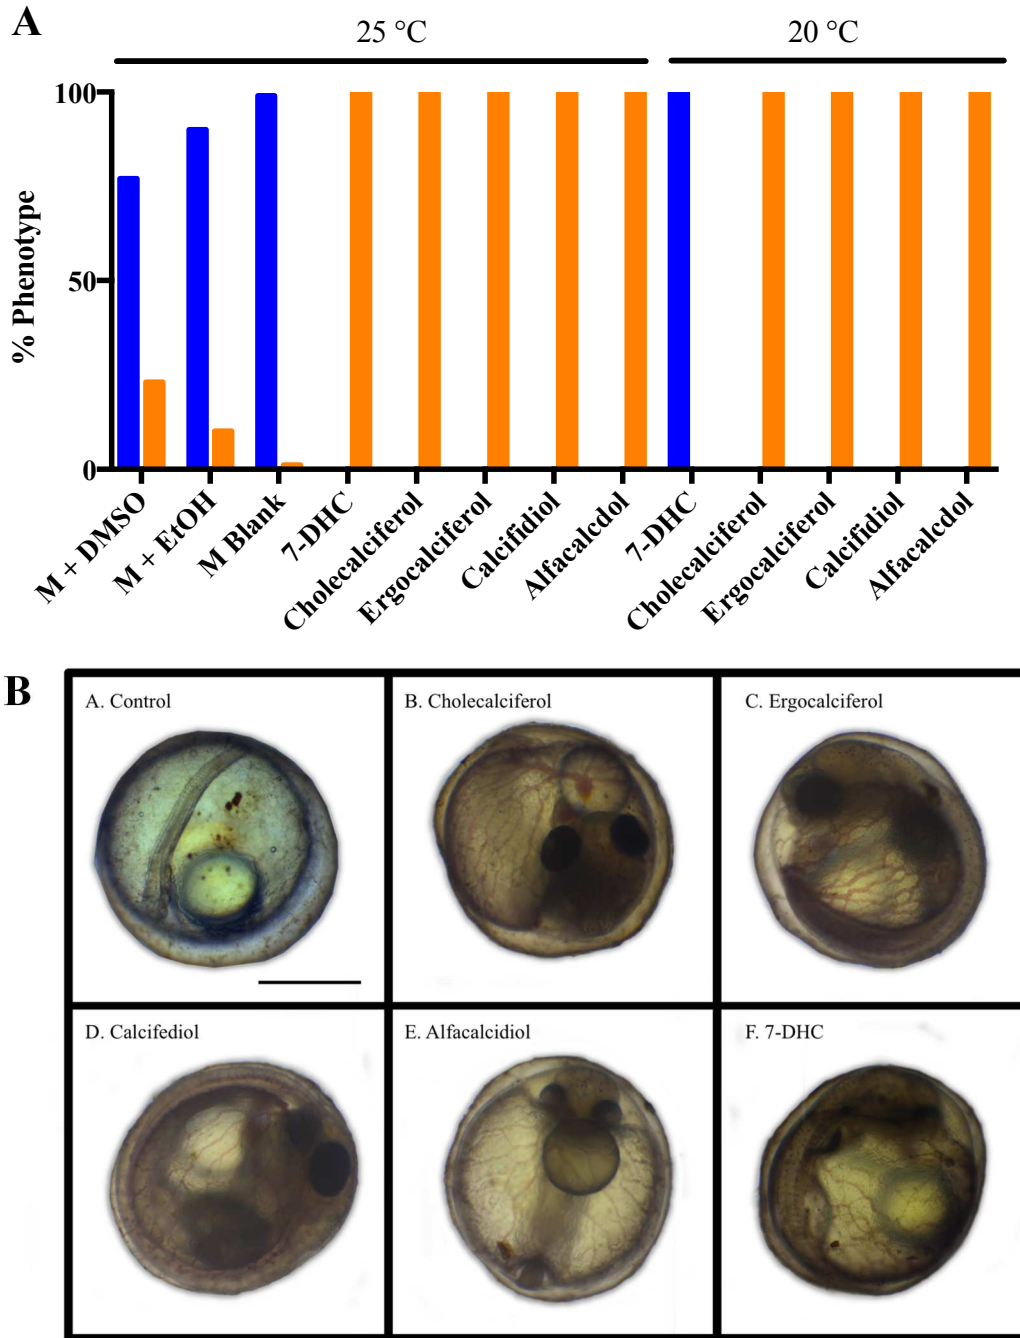 A
25 °C
20 °C
100
50
0
% Phenotype
M + DMSO
M + EtOH
M Blank
7-DHC
Cholecalciferol
Ergocalciferol
Calcifidiol
Alfacalcdol
7-DHC
Cholecalciferol
Ergocalciferol
Calcifidiol
Alfacalcdol
B
A. Control
B. Cholecalciferol
C. Ergocalciferol
D. Calcifediol
E. Alfacalcidiol
F. 7-DHC